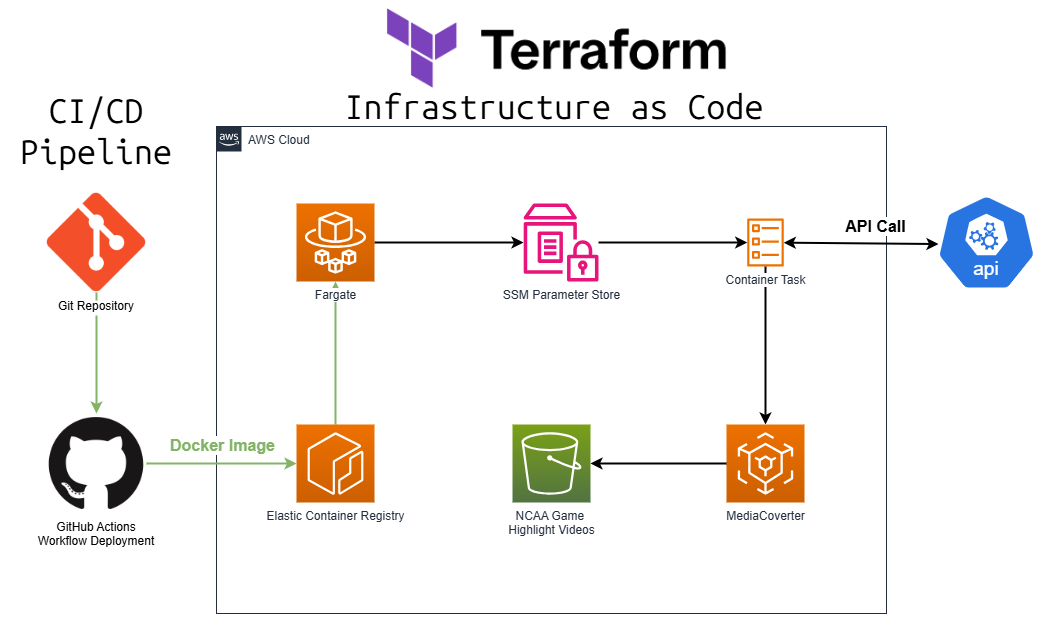 Terraform
Infrastructure as Code
CI/CD
Pipeline
aws
AWS Cloud
API Call
api
Git Repository
Fargate
SSM Parameter Store
Container Task
Docker Image
GitHub Actions
Workflow Deployment
Elastic Container Registry
NCAA Game
Highlight Videos
MediaCoverter